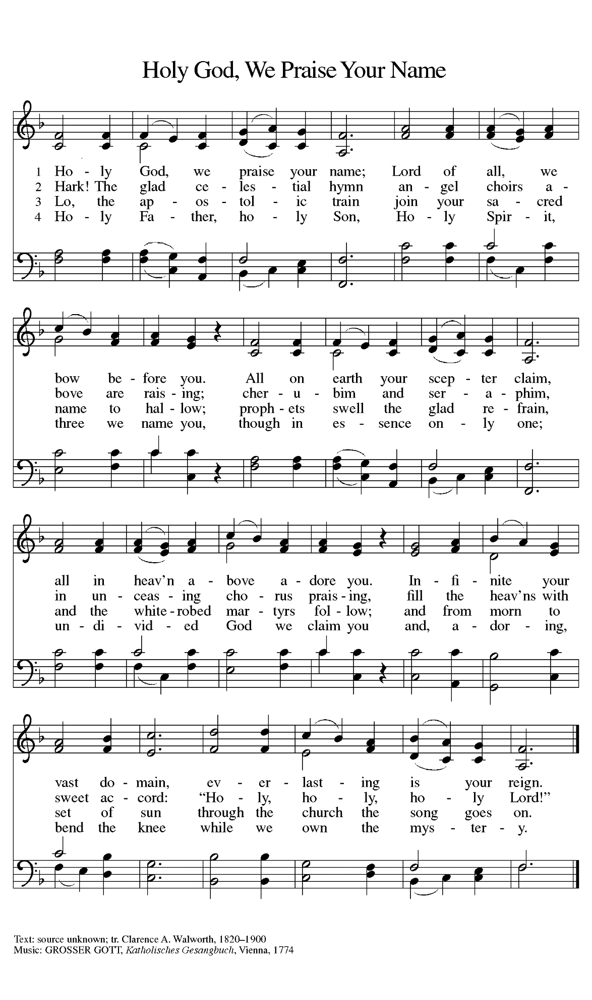 Holy God, We Praise Your Name
1 Ho - ly God, we praise your name; Lord of all, we
2 Hark! The glad ce - les - tial hymn an - gel choirs a -
3 Lo, the ap - os - tol - ic train join your sa - cred
4 Ho - ly Fa - ther, ho - ly Son, Ho - ly Spir - it,
bow be - fore you. All on earth your scep - ter claim,
bove are rais - ing; cher - u - bim and ser - a - phim,
name to hal - low; proph - ets swell the glad re - frain,
three we name you, though in es - sence on - ly one;
all in heav'n a - bove a - dore you. In - fi - nite your
in un - ceas - ing cho - rus prais - ing, fill the heav'ns with
and the white - robed mar - tyrs fol - low; and from morn to
un - di - vid - ed God we claim you and, a - dor - ing,
vast do - main, ev - er - last - ing is your reign.
sweet ac - cord: “Ho - ly, ho - ly, ho - ly Lord!”
set of sun through the church the song goes on.
bend the knee while we own the mys - ter - y.
Text: source unknown; tr. Clarence A. Walworth, 1820–1900
Music: GROSSER GOTT, Katholisches Gesangbuch, Vienna, 1774